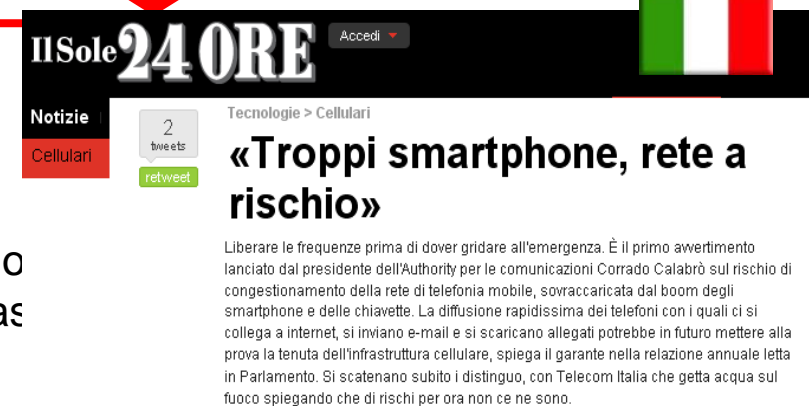 IlSole24 ORE
Accedi
Notizie
Cellulari
2
tweets
retweet
Tecnologie > Cellulari
«Troppi smartphone, rete a
rischio»
Liberare le frequenze prima di dover gridare all'emergenza. È il primo avvertimento
lanciato dal presidente dell'Authority per le comunicazioni Corrado Calabrò sul rischio di
congestionamento della rete di telefonia mobile, sovraccaricata dal boom degli
smartphone e delle chiavette. La diffusione rapidissima dei telefoni con i quali ci si
collega a internet, si inviano e-mail e si scaricano allegati potrebbe in futuro mettere alla
prova la tenuta dell'infrastruttura cellulare, spiega il garante nella relazione annuale letta
in Parlamento. Si scatenano subito i distinguo, con Telecom Italia che getta acqua sul
fuoco spiegando che di rischi per ora non ce ne sono.